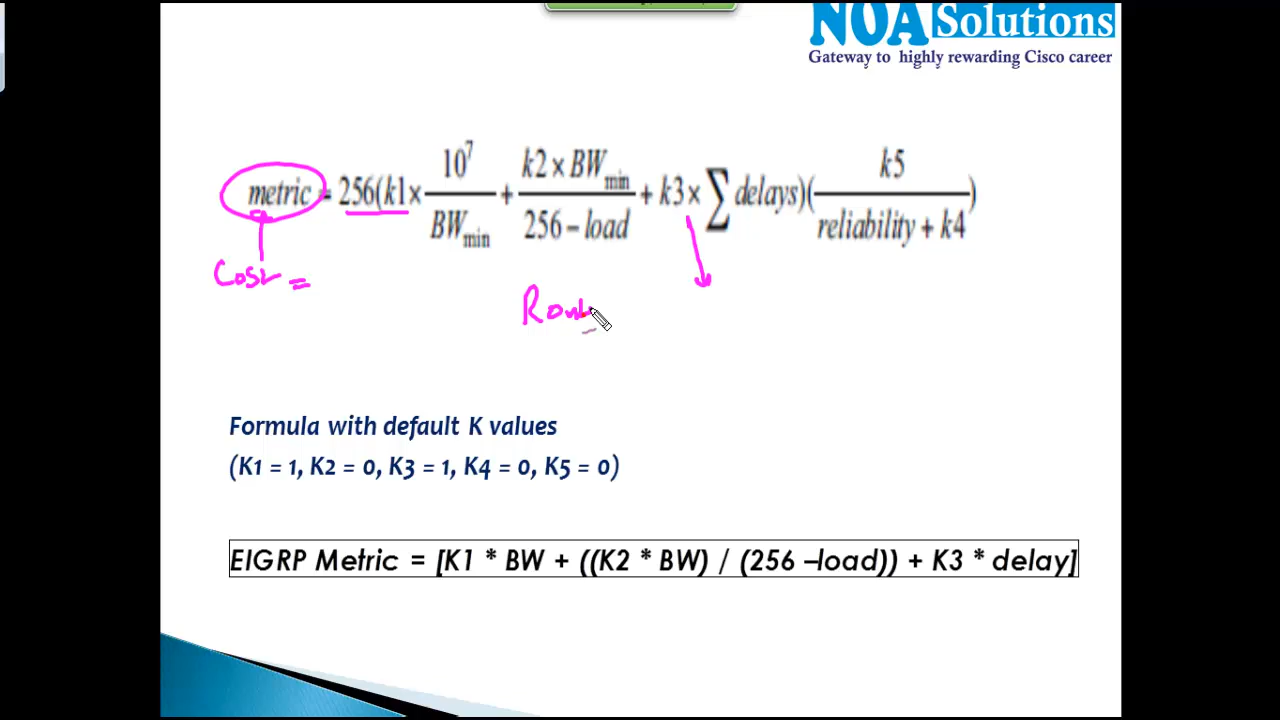 NOA Solutions
Gateway to highly rewarding Cisco career
metric = 256(k1 × 10^7 / BW_min + k2 × BW_min / 256 – load + k3 × ∑ delays)( k5 / reliability + k4 )
Cost =
Rout
Formula with default K values
(K1 = 1, K2 = 0, K3 = 1, K4 = 0, K5 = 0)
EIGRP Metric = [K1 * BW + ((K2 * BW) / (256 –load)) + K3 * delay]